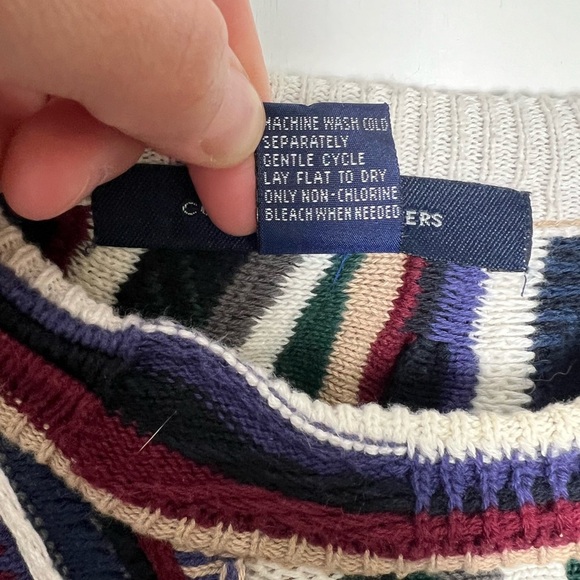 MACHINE WASH COLD
SEPARATELY
GENTLE CYCLE
LAY FLAT TO DRY
ONLY NON-CHLORINE
BLEACH WHEN NEEDED